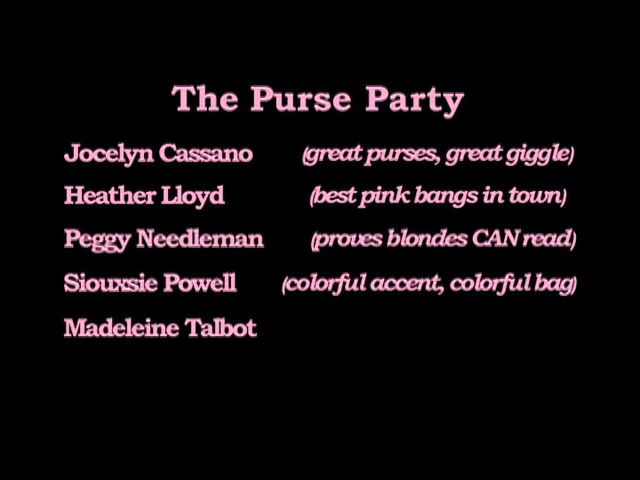 The Purse Party
Jocelyn Cassano (great purses, great giggle)
Heather Lloyd (best pink bangs in town)
Peggy Needleman (proves blondes CAN read)
Siouxsie Powell (colorful accent, colorful bag)
Madeleine Talbot